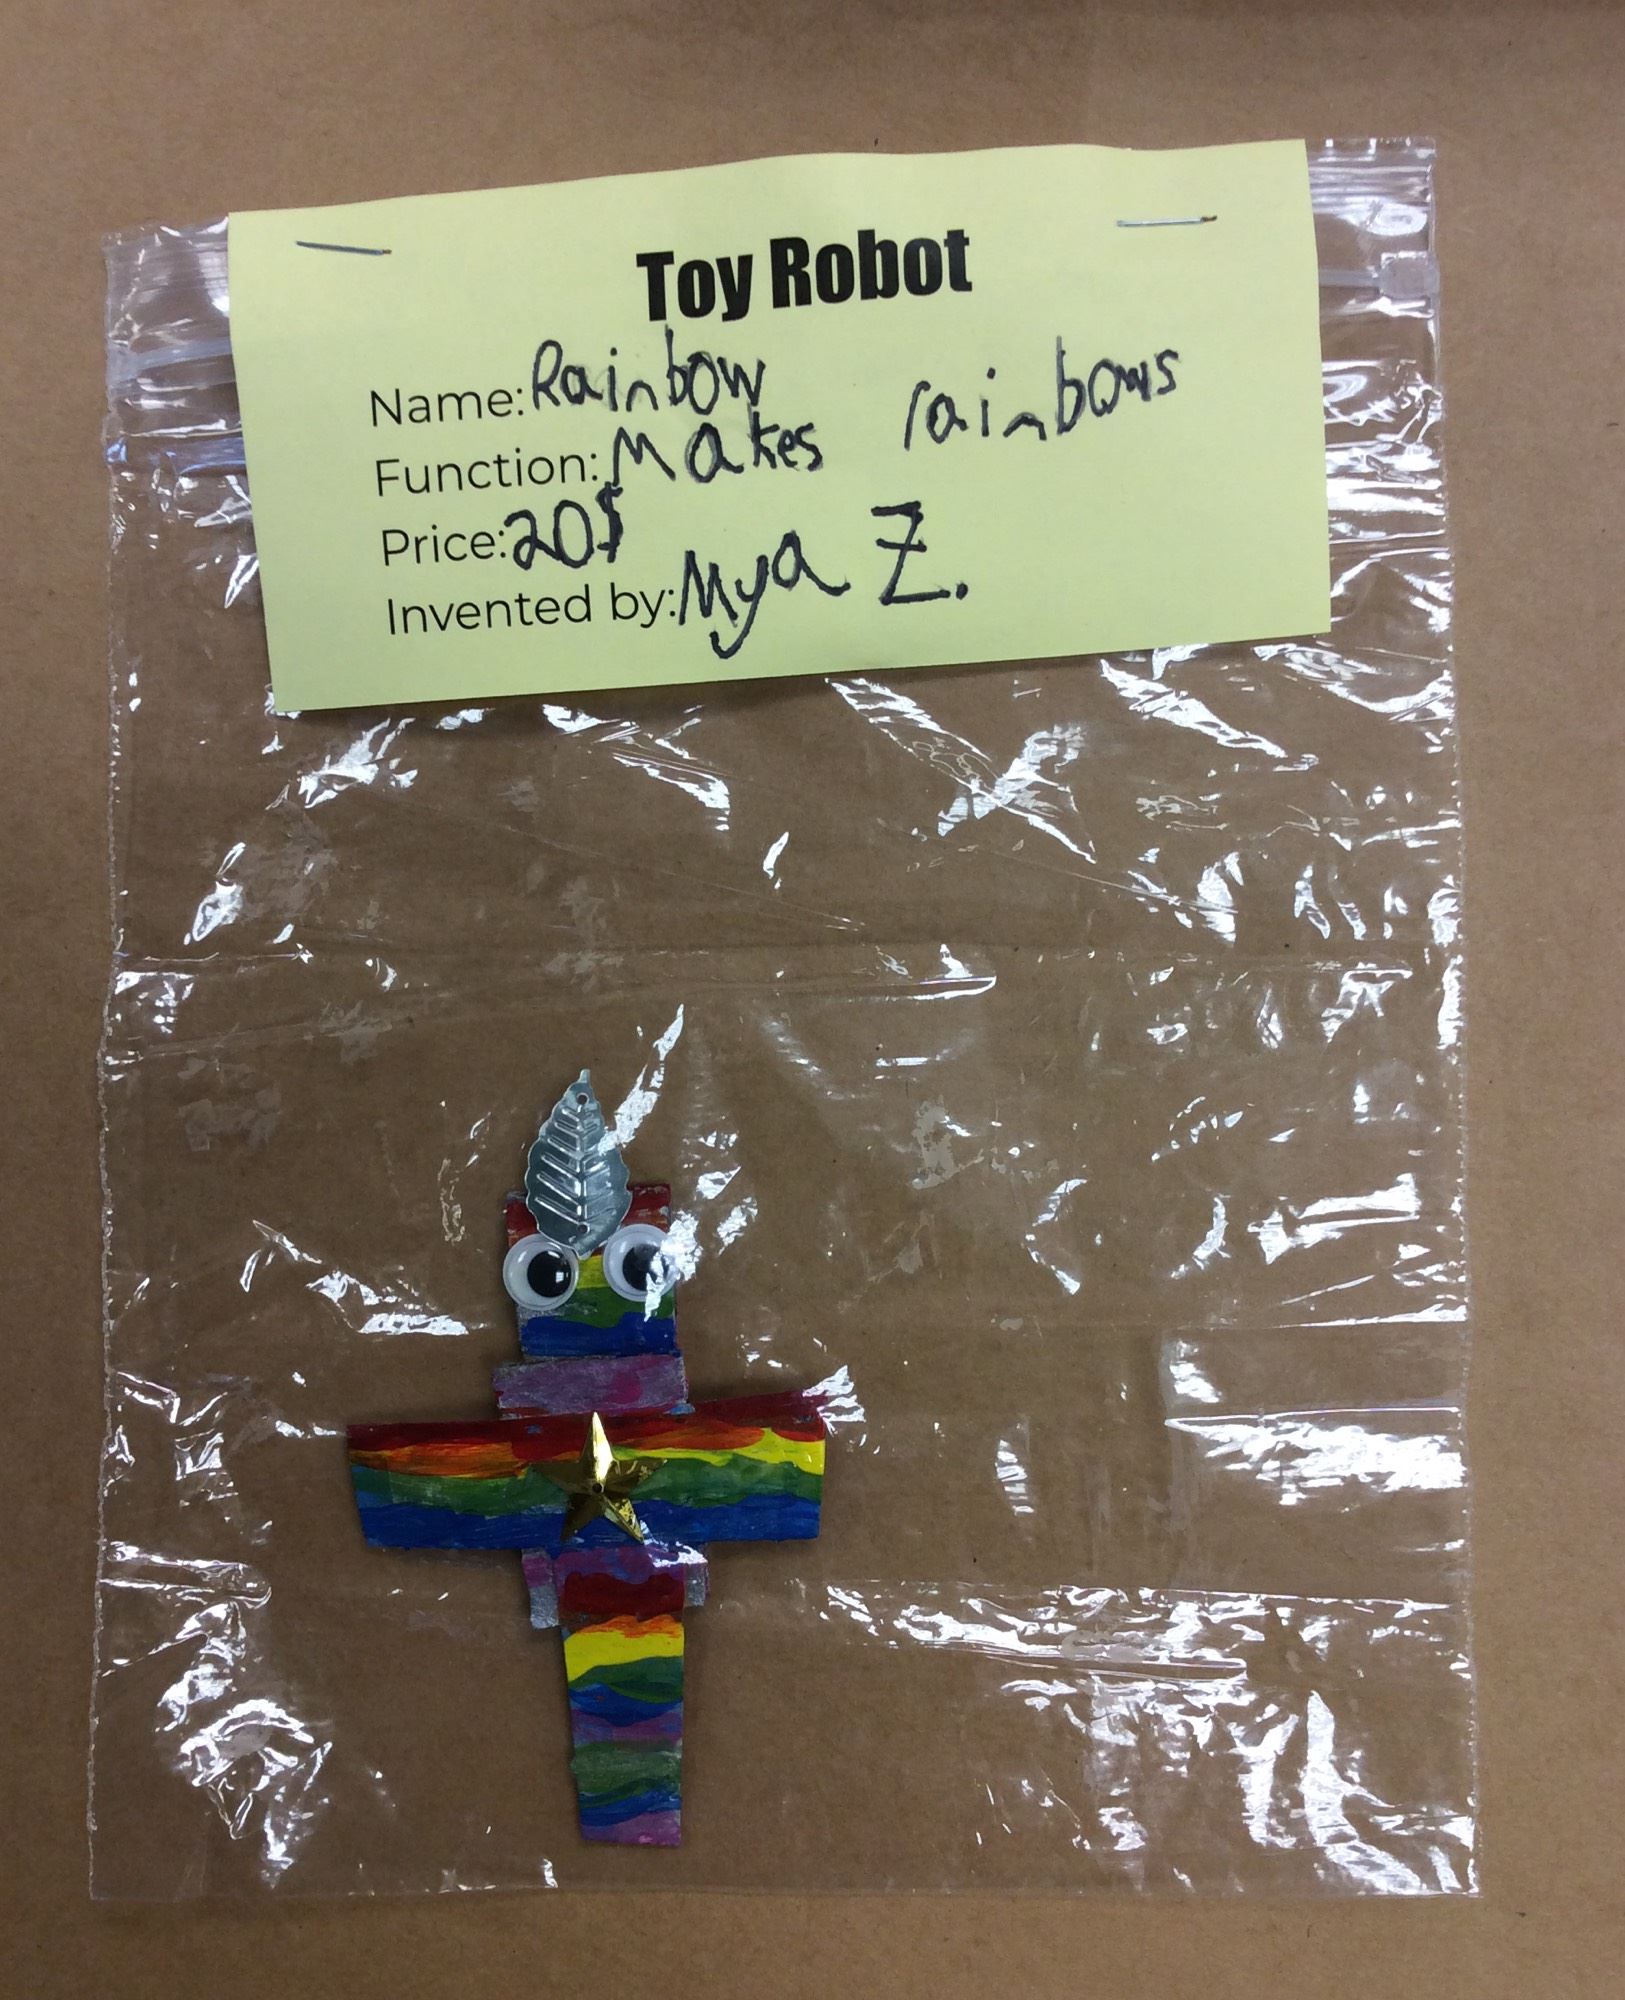 Toy Robot
Name: Rainbow
Function: Makes rainbows
Price: 20$
Invented by: Mya Z.